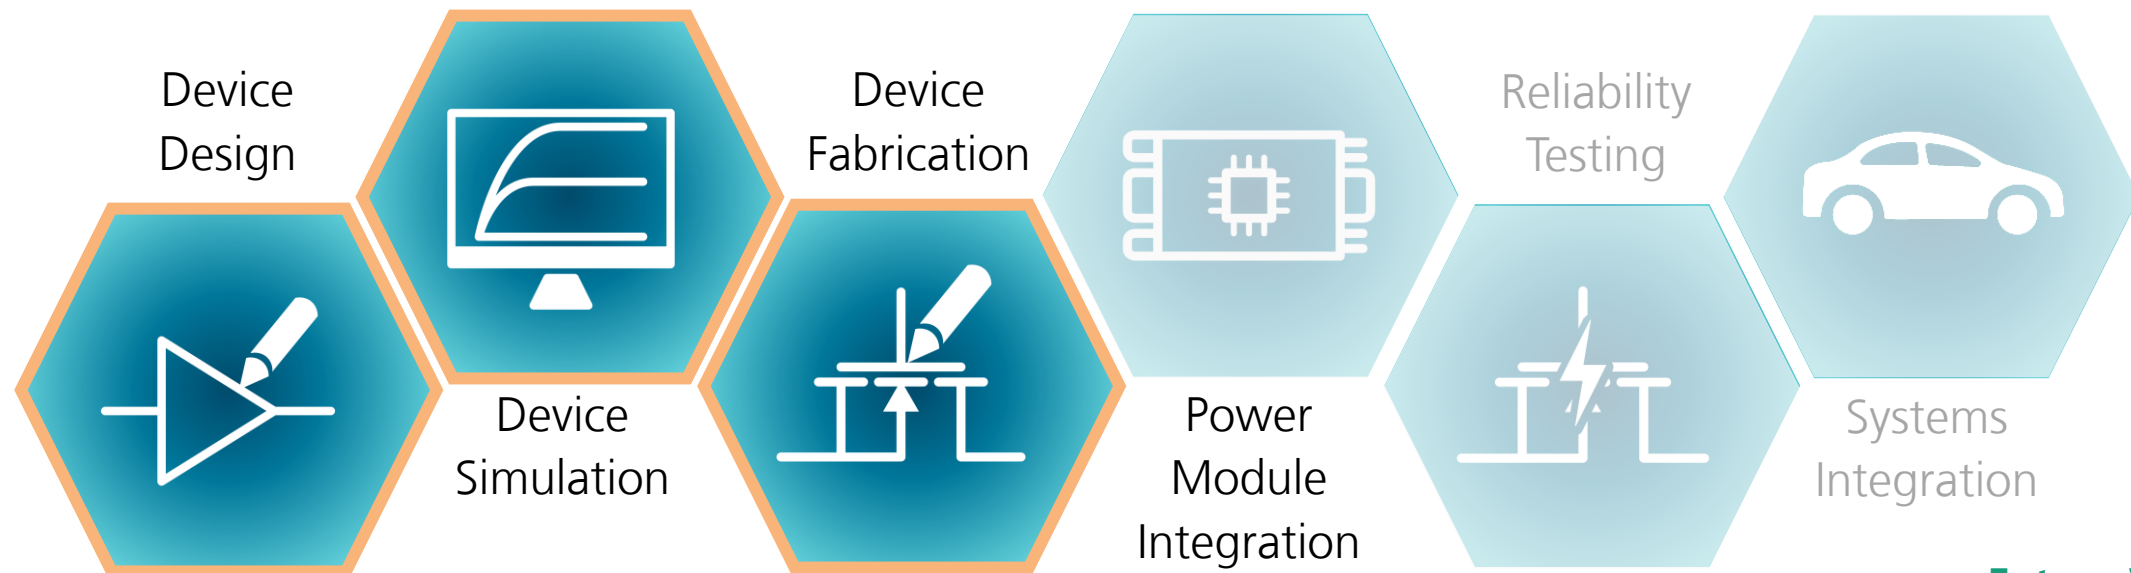 Device
Design
Device
Simulation
Device
Fabrication
Power
Module
Integration
Reliability
Testing
Systems
Integration